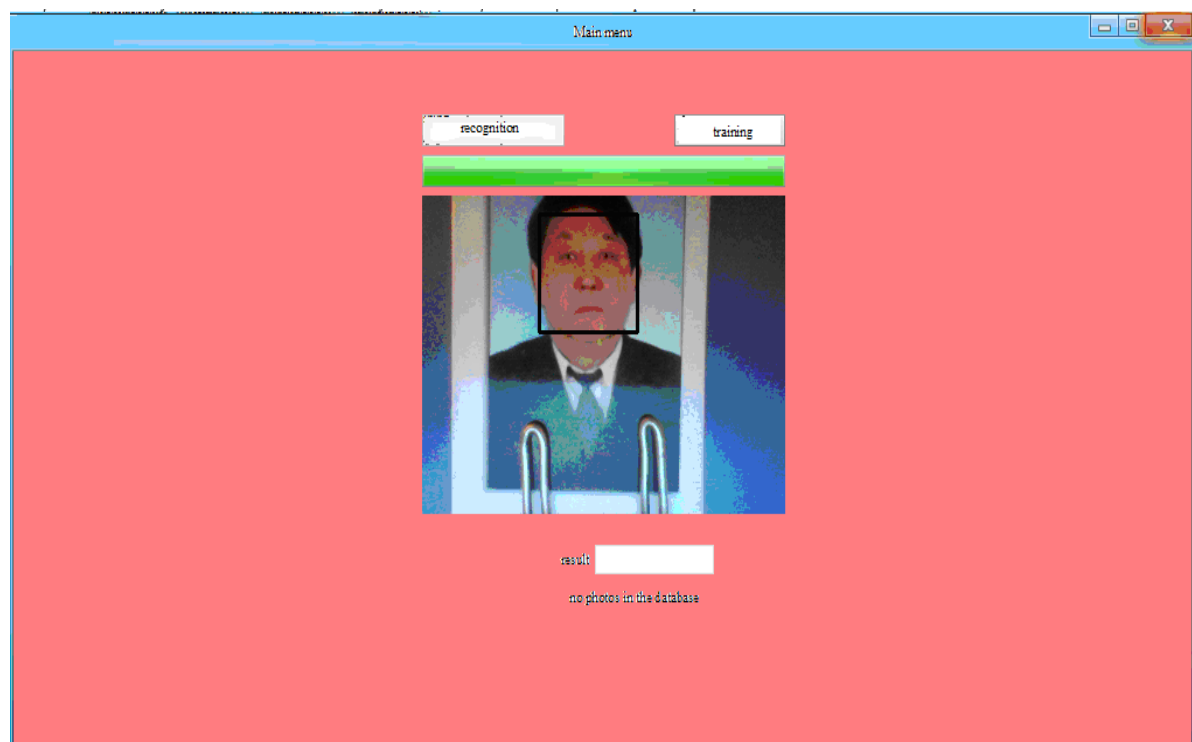 Main menu
recognition
training
result
no photos in the database